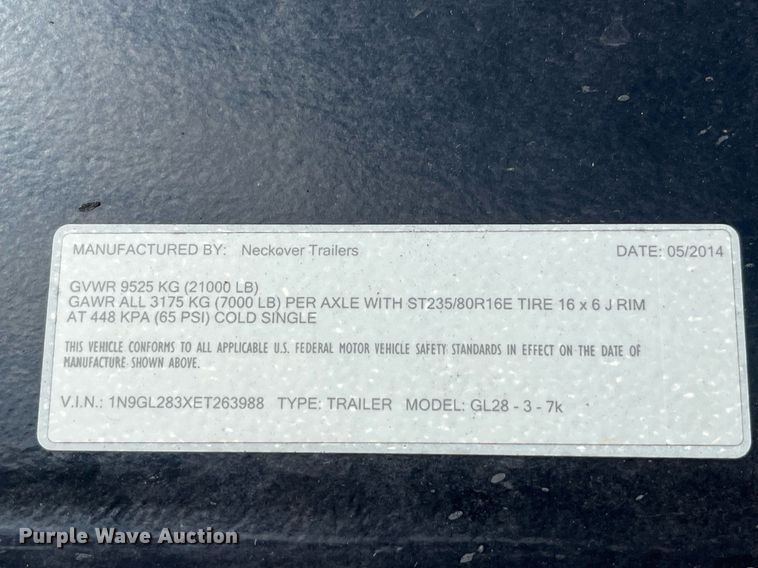 MANUFACTURED BY: Neckover Trailers DATE: 05/2014
GVWR 9525 KG (21000 LB)
GAWR ALL 3175 KG (7000 LB) PER AXLE WITH ST235/80R16E TIRE 16 x 6 J RIM
AT 448 KPA (65 PSI) COLD SINGLE
THIS VEHICLE CONFORMS TO ALL APPLICABLE U.S. FEDERAL MOTOR VEHICLE SAFETY STANDARDS IN EFFECT ON THE DATE OF
MANUFACTURE SHOWN ABOVE.
V.I.N.: 1N9GL283XET263988 TYPE: TRAILER MODEL: GL28 - 3 - 7k
Purple Wave Auction